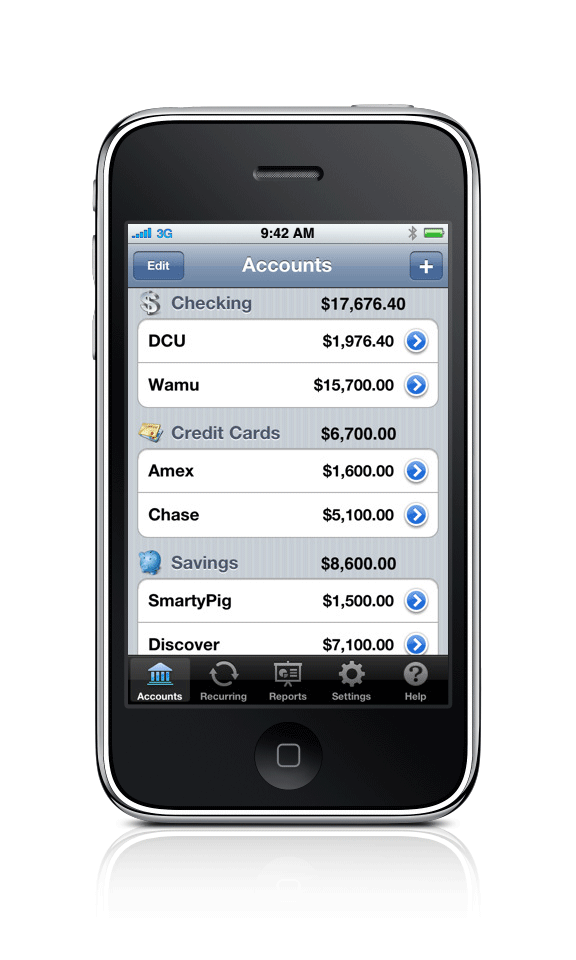 3G 9:42 AM
Edit Accounts +
Checking $17,676.40
DCU $1,976.40
Wamu $15,700.00
Credit Cards $6,700.00
Amex $1,600.00
Chase $5,100.00
Savings $8,600.00
SmartyPig $1,500.00
Discover $7,100.00
Accounts Recurring Reports Settings Help